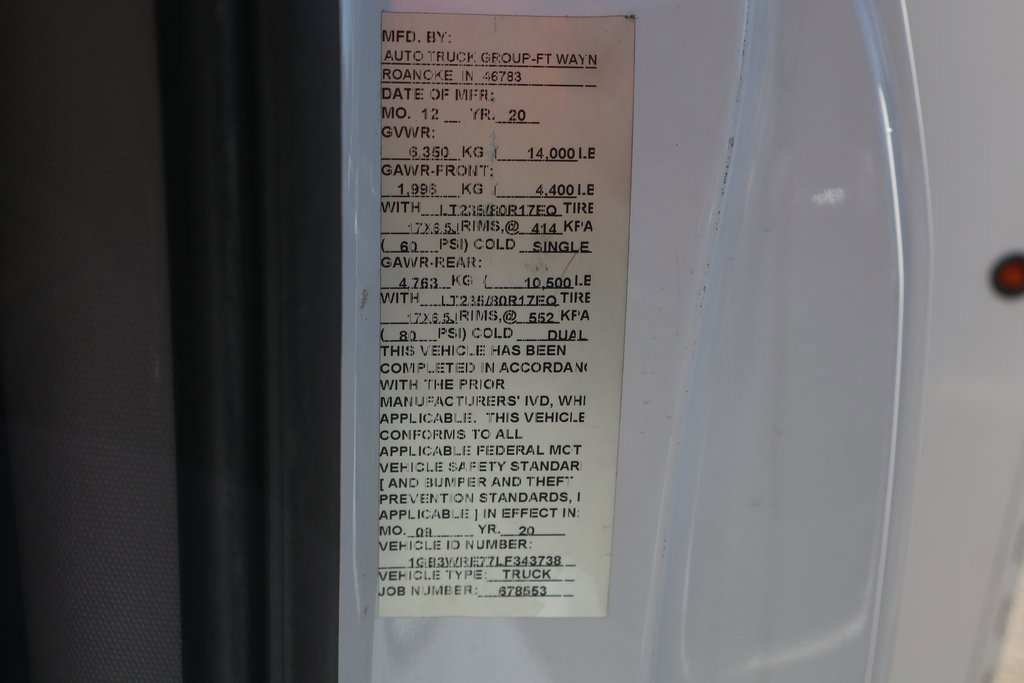 MFD. BY:
AUTO TRUCK GROUP-FT WAYN
ROANOKE IN 46783
DATE OF MFR:
MO. 12 YR. 20
GVWR:
6,350 KG ( 14,000 LB
GAWR-FRONT:
1,996 KG ( 4,400 LB
WITH LT235/80R17EQ TIRE
17X6.5J RIMS,@ 414 KPA
( 60 PSI) COLD SINGLE
GAWR-REAR:
4,763 KG ( 10,500 LB
WITH LT235/80R17EQ TIRE
17X6.5J RIMS,@ 552 KPA
( 80 PSI) COLD DUAL
THIS VEHICLE HAS BEEN
COMPLETED IN ACCORDANC
WITH THE PRIOR
MANUFACTURERS' IVD, WHE
APPLICABLE. THIS VEHICLE
CONFORMS TO ALL
APPLICABLE FEDERAL MOT
VEHICLE SAFETY STANDARD
[ AND BUMPER AND THEFT
PREVENTION STANDARDS, I
APPLICABLE ] IN EFFECT IN:
MO. 09 YR. 20
VEHICLE ID NUMBER:
1GB3WRE77LF343738
VEHICLE TYPE: TRUCK
JOB NUMBER: 678553